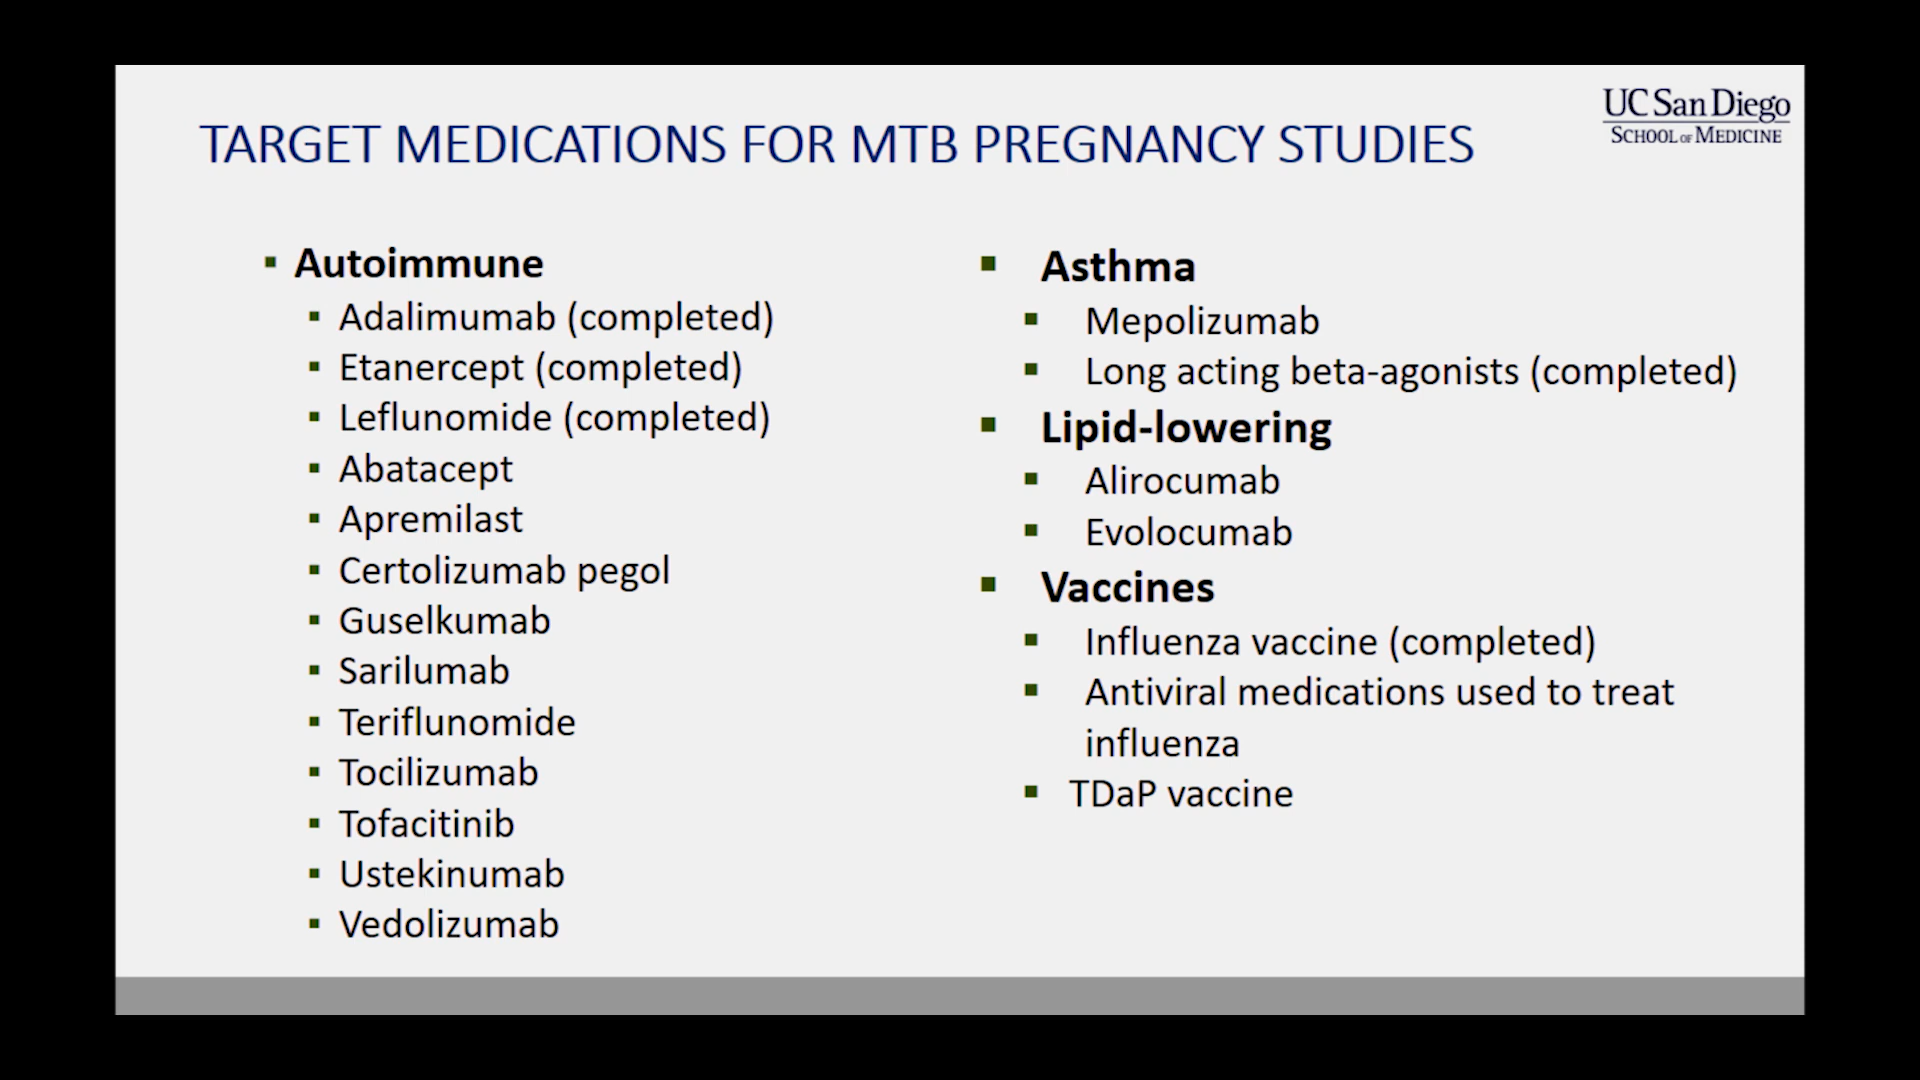 UC San Diego
SCHOOL OF MEDICINE
TARGET MEDICATIONS FOR MTB PREGNANCY STUDIES
Autoimmune
Adalimumab (completed)
Etanercept (completed)
Leflunomide (completed)
Abatacept
Apremilast
Certolizumab pegol
Guselkumab
Sarilumab
Teriflunomide
Tocilizumab
Tofacitinib
Ustekinumab
Vedolizumab
Asthma
Mepolizumab
Long acting beta-agonists (completed)
Lipid-lowering
Alirocumab
Evolocumab
Vaccines
Influenza vaccine (completed)
Antiviral medications used to treat
influenza
TDaP vaccine